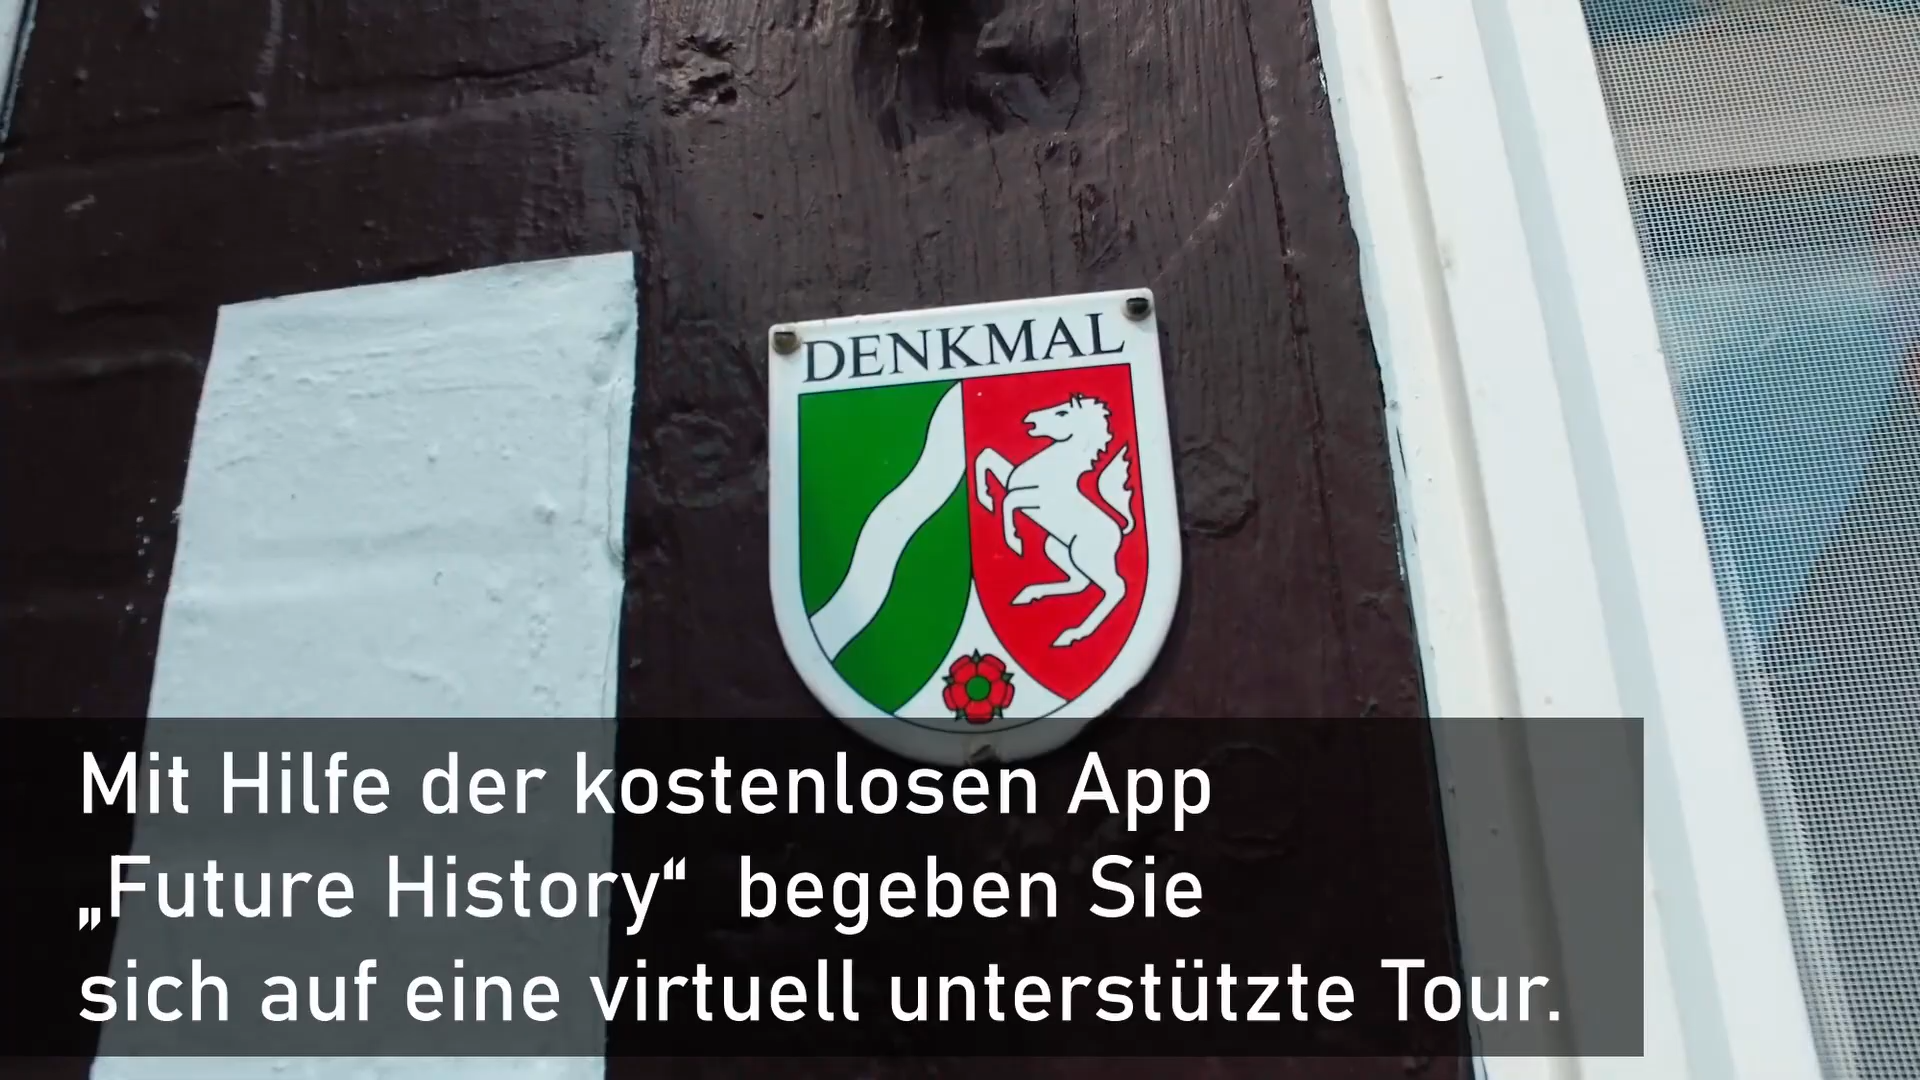 DENKMAL
Mit Hilfe der kostenlosen App
„Future History“ begeben Sie
sich auf eine virtuell unterstützte Tour.